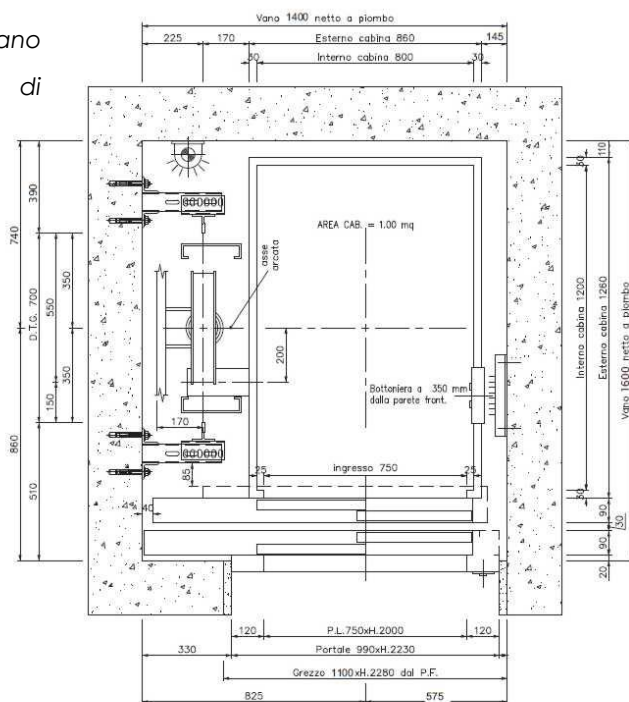 Vano 1400 netto a piombo
ano
225 170 Esterno cabina 860 145
30 Interno cabina 800 30
di
110
30
390
740
AREA CAB. = 1.00 mq
asse
arcata
350
550
D.T.G. 700
200
Interno cabina 1200
Esterno cabina 1260
Vano 1600 netto a piombo
350
150
Bottoniera a 350 mm
dalla parete front.
170
860
510
85
25 ingresso 750 25
30
40
90
30
90
20
120 P.L.750xH.2000 120
330 Portale 990xH.2230
Grezzo 1100xH.2280 dal P.F.
825 575